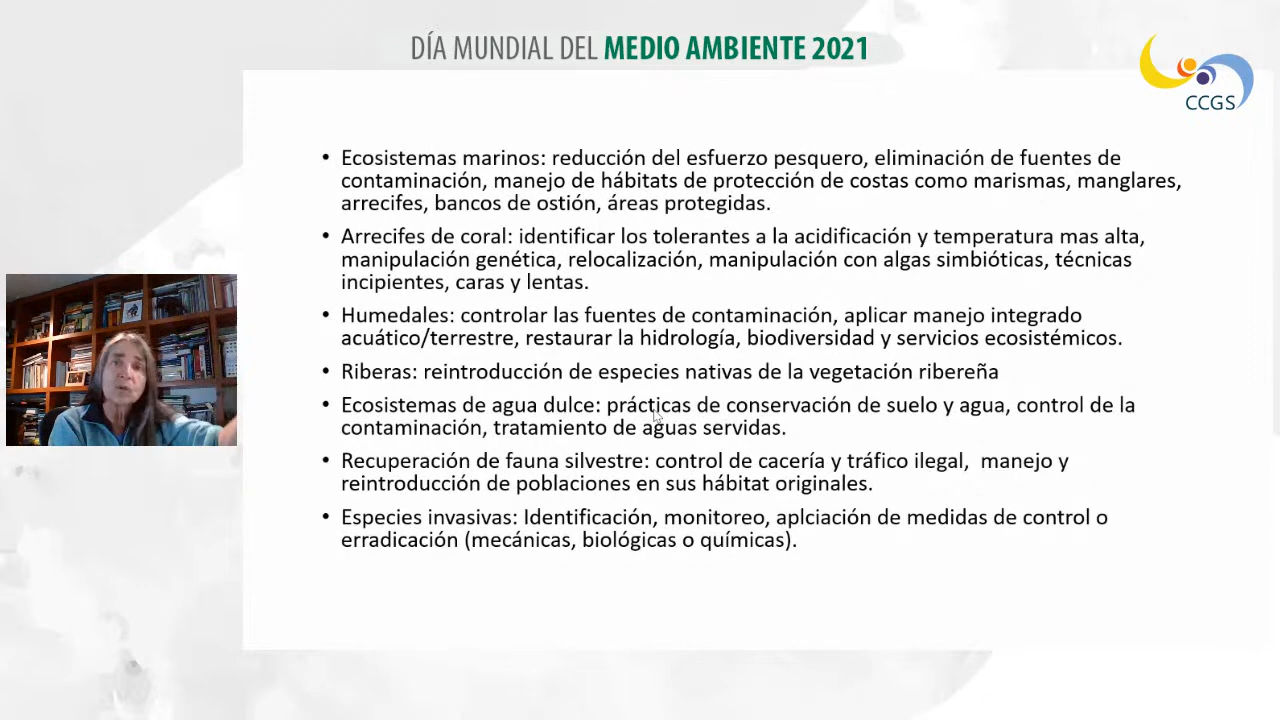 DÍA MUNDIAL DEL MEDIO AMBIENTE 2021
CCGS
• Ecosistemas marinos: reducción del esfuerzo pesquero, eliminación de fuentes de
contaminación, manejo de hábitats de protección de costas como marismas, manglares,
arrecifes, bancos de ostión, áreas protegidas.
• Arrecifes de coral: identificar los tolerantes a la acidificación y temperatura mas alta,
manipulación genética, relocalización, manipulación con algas simbióticas, técnicas
incipientes, caras y lentas.
• Humedales: controlar las fuentes de contaminación, aplicar manejo integrado
acuático/terrestre, restaurar la hidrología, biodiversidad y servicios ecosistémicos.
• Riberas: reintroducción de especies nativas de la vegetación ribereña
• Ecosistemas de agua dulce: prácticas de conservación de suelo y agua, control de la
contaminación, tratamiento de aguas servidas.
• Recuperación de fauna silvestre: control de cacería y tráfico ilegal,  manejo y
reintroducción de poblaciones en sus hábitat originales.
• Especies invasivas: Identificación, monitoreo, aplciación de medidas de control o
erradicación (mecánicas, biológicas o químicas).